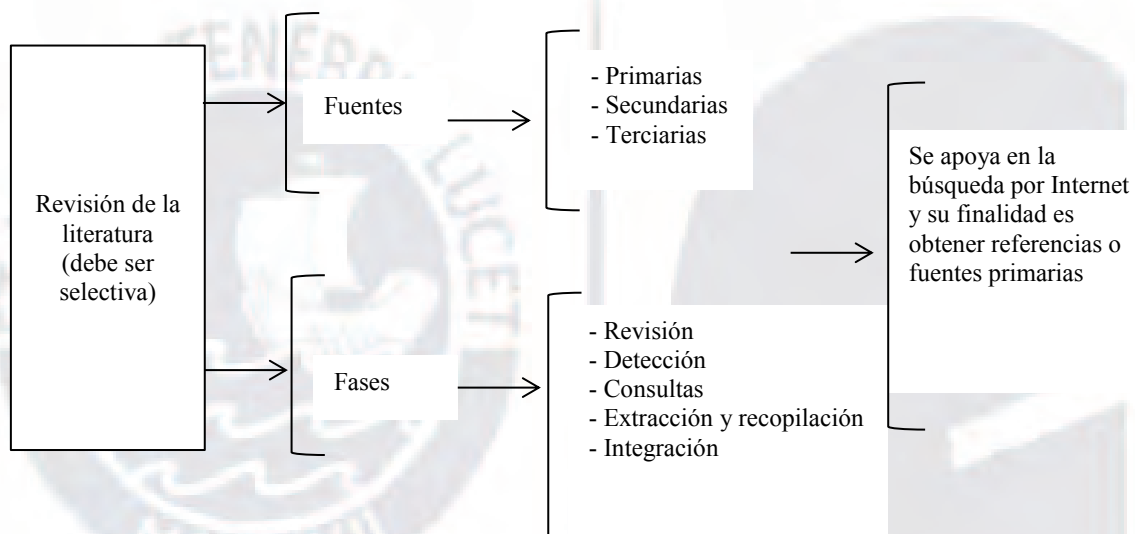 Revisión de la
literatura
(debe ser
selectiva)
Fuentes
- Primarias
- Secundarias
- Terciarias
Fases
- Revisión
- Detección
- Consultas
- Extracción y recopilación
- Integración
Se apoya en la
búsqueda por Internet
y su finalidad es
obtener referencias o
fuentes primarias
LUCET